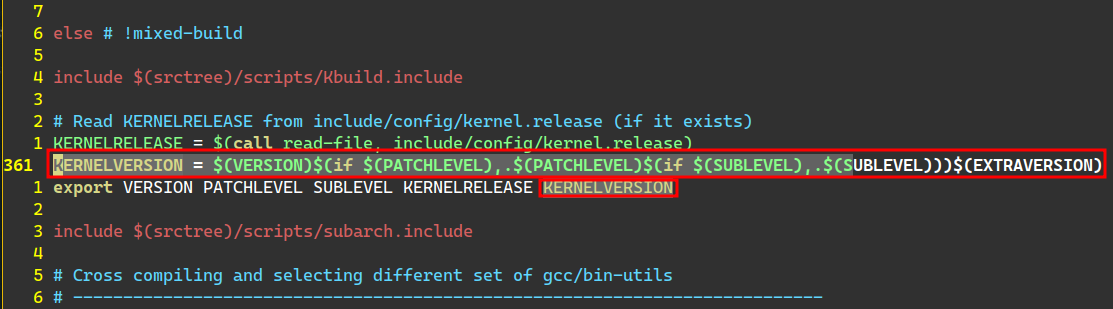 7
6 else # !mixed-build
5
4 include $(srctree)/scripts/Kbuild.include
3
2 # Read KERNELRELEASE from include/config/kernel.release (if it exists)
1 KERNELRELEASE = $(call read-file, include/config/kernel.release)
361 KERNELVERSION = $(VERSION)$(if $(PATCHLEVEL),.$(PATCHLEVEL)$(if $(SUBLEVEL),.$(SUBLEVEL)))$(EXTRAVERSION)
1 export VERSION PATCHLEVEL SUBLEVEL KERNELRELEASE KERNELVERSION
2
3 include $(srctree)/scripts/subarch.include
4
5 # Cross compiling and selecting different set of gcc/bin-utils
6 # ---------------------------------------------------------------------------